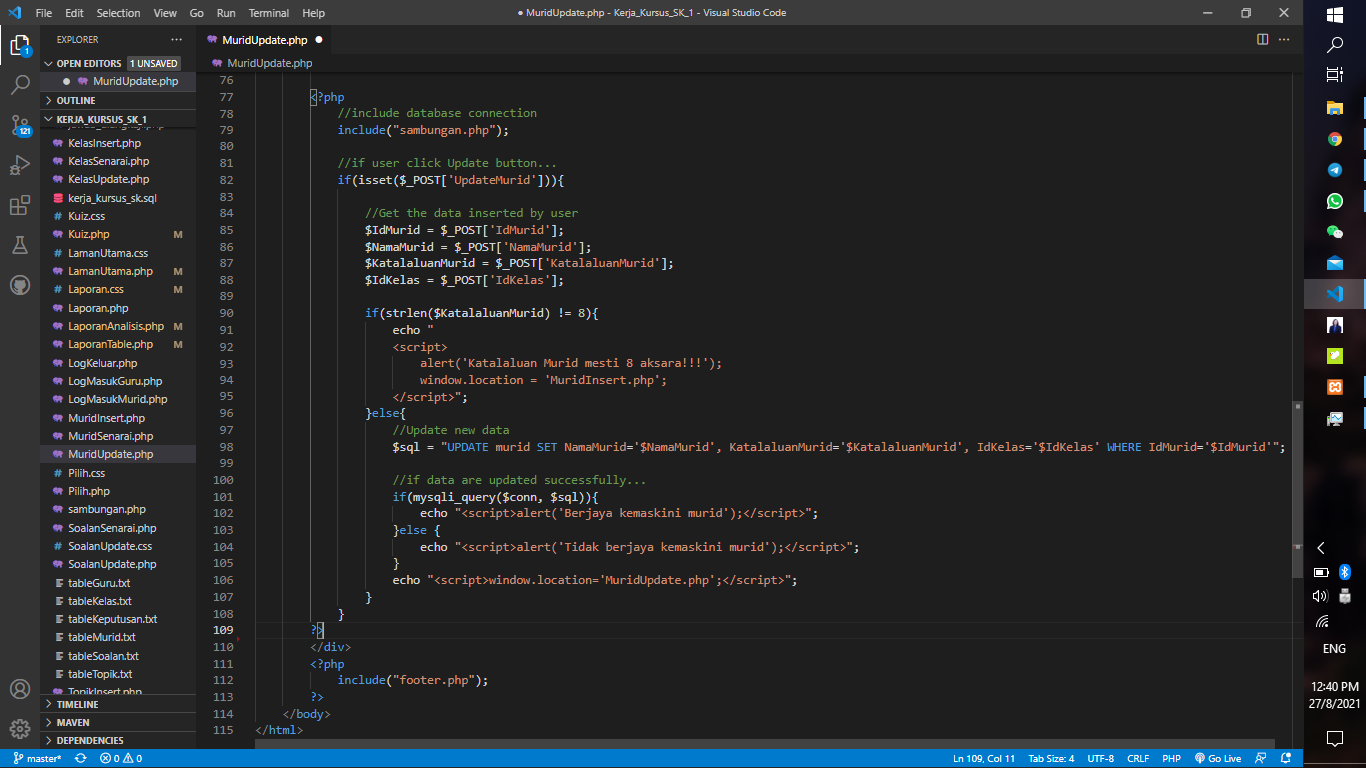 File Edit Selection View Go Run Terminal Help
● MuridUpdate.php - Kerja_Kursus_SK_1 - Visual Studio Code
EXPLORER
OPEN EDITORS 1 UNSAVED
MuridUpdate.php
OUTLINE
KERJA_KURSUS_SK_1
KelasInsert.php
KelasSenarai.php
KelasUpdate.php
kerja_kursus_sk.sql
Kuiz.css
Kuiz.php M
LamanUtama.css
LamanUtama.php M
Laporan.css M
Laporan.php
LaporanAnalisis.php M
LaporanTable.php M
LogKeluar.php
LogMasukGuru.php
LogMasukMurid.php
MuridInsert.php
MuridSenarai.php
MuridUpdate.php
Pilih.css
Pilih.php
sambungan.php
SoalanSenarai.php
SoalanUpdate.css
SoalanUpdate.php
tableGuru.txt
tableKelas.txt
tableKeputusan.txt
tableMurid.txt
tableSoalan.txt
tableTopik.txt
TopikInsert.php
TIMELINE
MAVEN
DEPENDENCIES
1
121
MuridUpdate.php ●
MuridUpdate.php
76
77 <?php
78 //include database connection
79 include("sambungan.php");
80
81 //if user click Update button...
82 if(isset($_POST['UpdateMurid'])){
83
84 //Get the data inserted by user
85 $IdMurid = $_POST['IdMurid'];
86 $NamaMurid = $_POST['NamaMurid'];
87 $KatalaluanMurid = $_POST['KatalaluanMurid'];
88 $IdKelas = $_POST['IdKelas'];
89
90 if(strlen($KatalaluanMurid) != 8){
91 echo "
92 <script>
93 alert('Katalaluan Murid mesti 8 aksara!!!');
94 window.location = 'MuridInsert.php';
95 </script>";
96 }else{
97 //Update new data
98 $sql = "UPDATE murid SET NamaMurid='$NamaMurid', KatalaluanMurid='$KatalaluanMurid', IdKelas='$IdKelas' WHERE IdMurid='$IdMurid'";
99
100 //if data are updated successfully...
101 if(mysqli_query($conn, $sql)){
102 echo "<script>alert('Berjaya kemaskini murid');</script>";
103 }else {
104 echo "<script>alert('Tidak berjaya kemaskini murid');</script>";
105 }
106 echo "<script>window.location='MuridUpdate.php';</script>";
107 }
108 }
109 ?>
110 </div>
111 <?php
112 include("footer.php");
113 ?>
114 </body>
115 </html>
master* 0 0 Ln 109, Col 11 Tab Size: 4 UTF-8 CRLF PHP Go Live
ENG
12:40 PM
27/8/2021